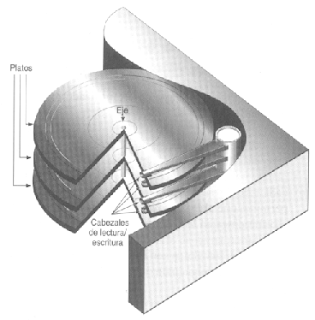 Platos
Eje
Cabezales
de lectura/
escritura